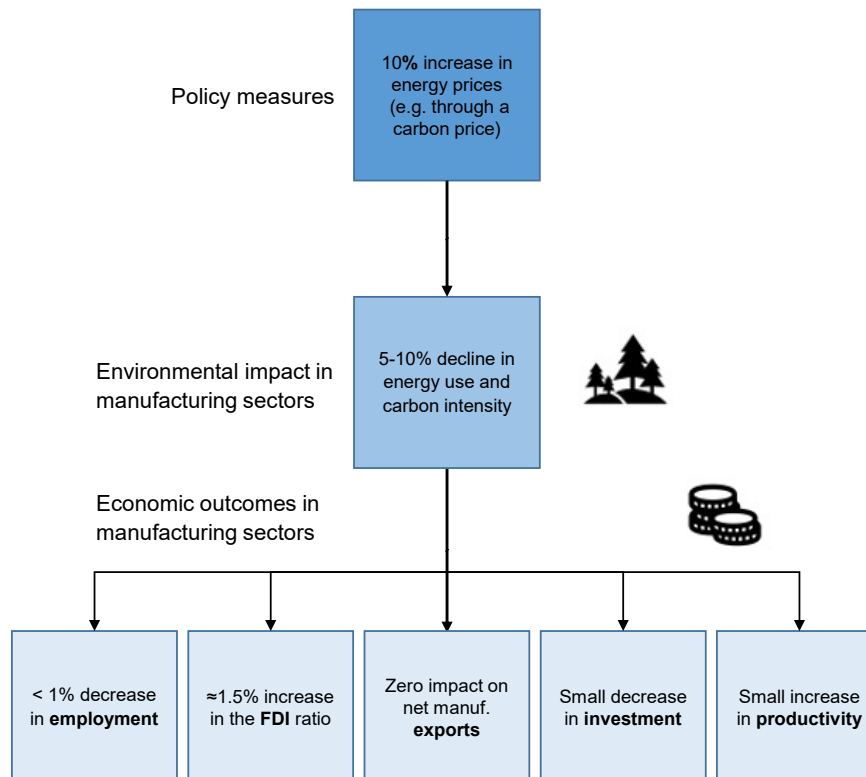 Policy measures
10% increase in
energy prices
(e.g. through a
carbon price)
Environmental impact in
manufacturing sectors
5-10% decline in
energy use and
carbon intensity
Economic outcomes in
manufacturing sectors
< 1% decrease
in employment
≈1.5% increase
in the FDI ratio
Zero impact on
net manuf.
exports
Small decrease
in investment
Small increase
in productivity